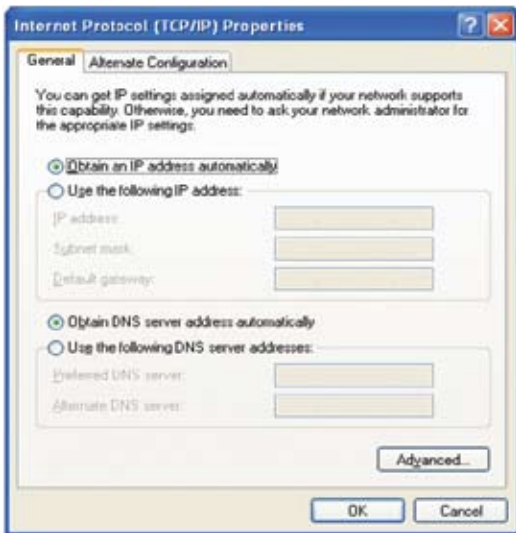 Internet Protocol (TCP/IP) Properties
General
Alternate Configuration
You can get IP settings assigned automatically if your network supports
this capability. Otherwise, you need to ask your network administrator for
the appropriate IP settings.
Obtain an IP address automatically
Use the following IP address:
IP address:
Subnet mask:
Default gateway:
Obtain DNS server address automatically
Use the following DNS server addresses:
Preferred DNS server:
Alternate DNS server:
Advanced...
OK
Cancel